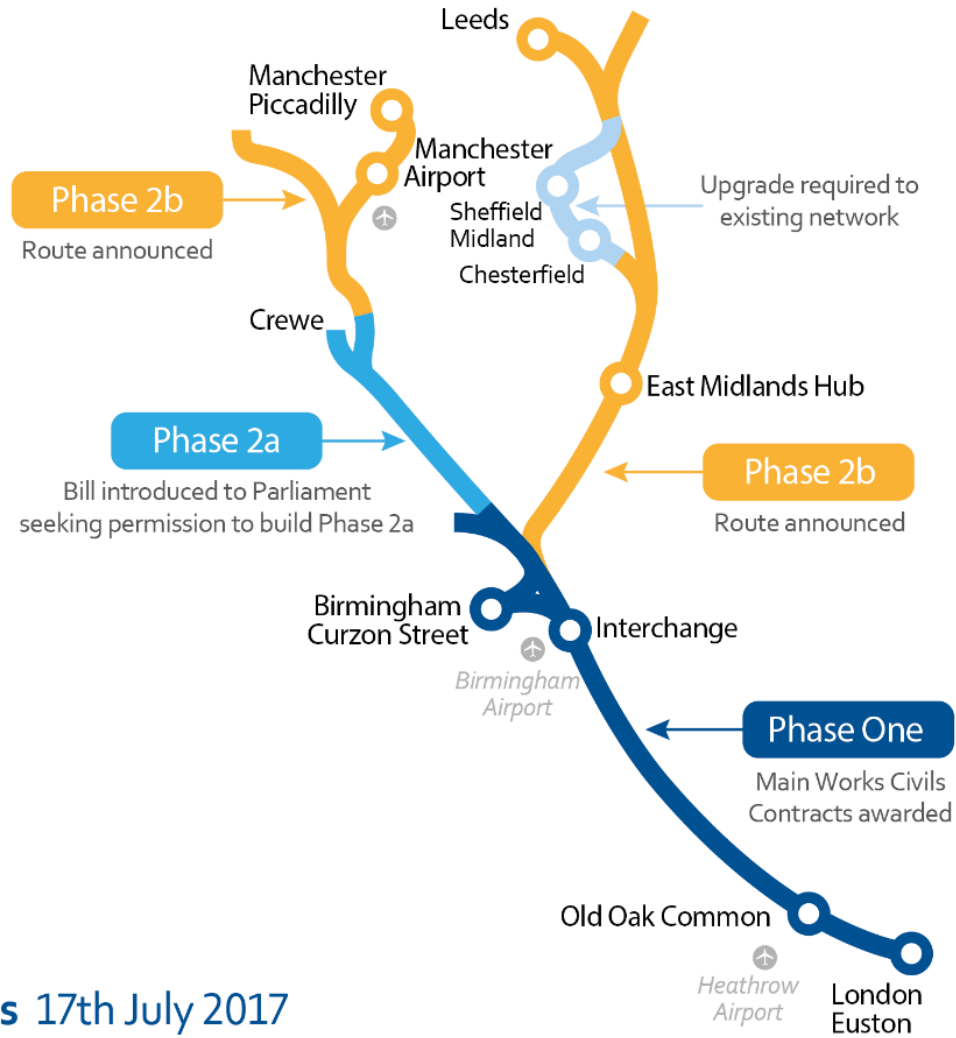 Leeds
Manchester
Piccadilly
Manchester
Airport
Phase 2b
Route announced
Sheffield
Midland
Chesterfield
Upgrade required to
existing network
Crewe
East Midlands Hub
Phase 2a
Bill introduced to Parliament
seeking permission to build Phase 2a
Phase 2b
Route announced
Birmingham
Curzon Street
Interchange
Birmingham
Airport
Phase One
Main Works Civils
Contracts awarded
Old Oak Common
Heathrow
Airport
London
Euston
s 17th July 2017